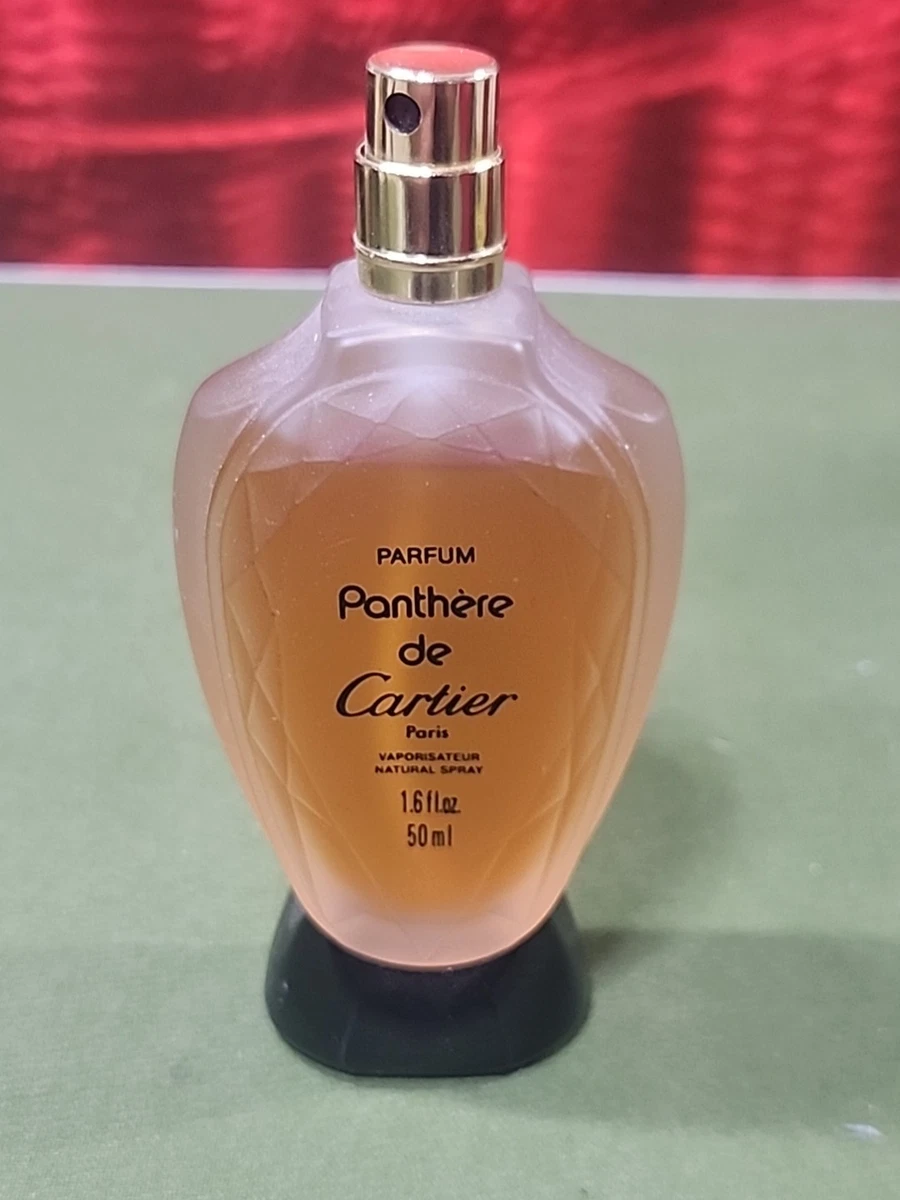 PARFUM
Panthère
de
Cartier
Paris
VAPORISATEUR
NATURAL SPRAY
1.6 fl.oz.
50 ml